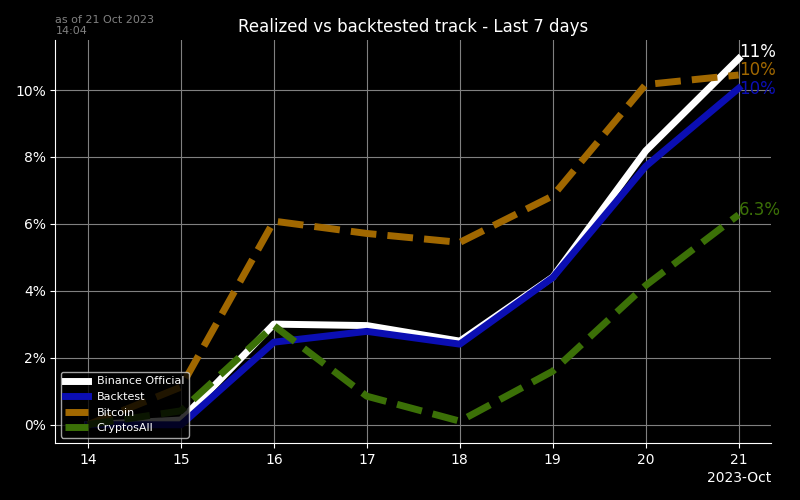 as of 21 Oct 2023
14:04
Realized vs backtested track - Last 7 days
11%
10%
10%
10%
8%
6%
6.3%
4%
2%
0%
Binance Official
Backtest
Bitcoin
CryptosAll
14 15 16 17 18 19 20 21
2023-Oct